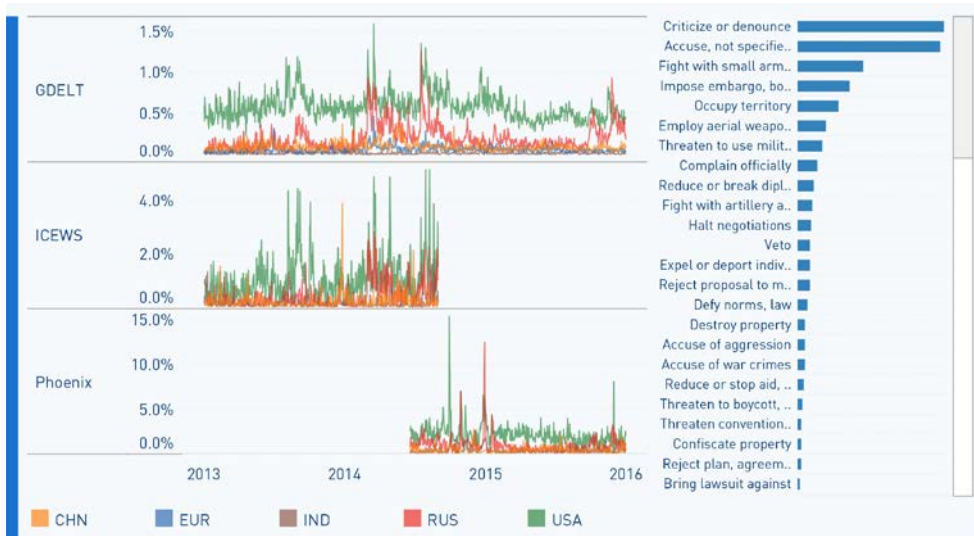 1.5%
1.0%
GDELT
0.5%
0.0%
4.0%
ICEWS
2.0%
0.0%
15.0%
10.0%
Phoenix
5.0%
0.0%
2013 2014 2015 2016
CHN EUR IND RUS USA
Criticize or denounce
Accuse, not specifie..
Fight with small arm..
Impose embargo, bo..
Occupy territory
Employ aerial weapo..
Threaten to use milit..
Complain officially
Reduce or break dipl..
Fight with artillery a..
Halt negotiations
Veto
Expel or deport indiv..
Reject proposal to m..
Defy norms, law
Destroy property
Accuse of aggression
Accuse of war crimes
Reduce or stop aid, ..
Threaten to boycott, ..
Threaten convention..
Confiscate property
Reject plan, agreem..
Bring lawsuit against